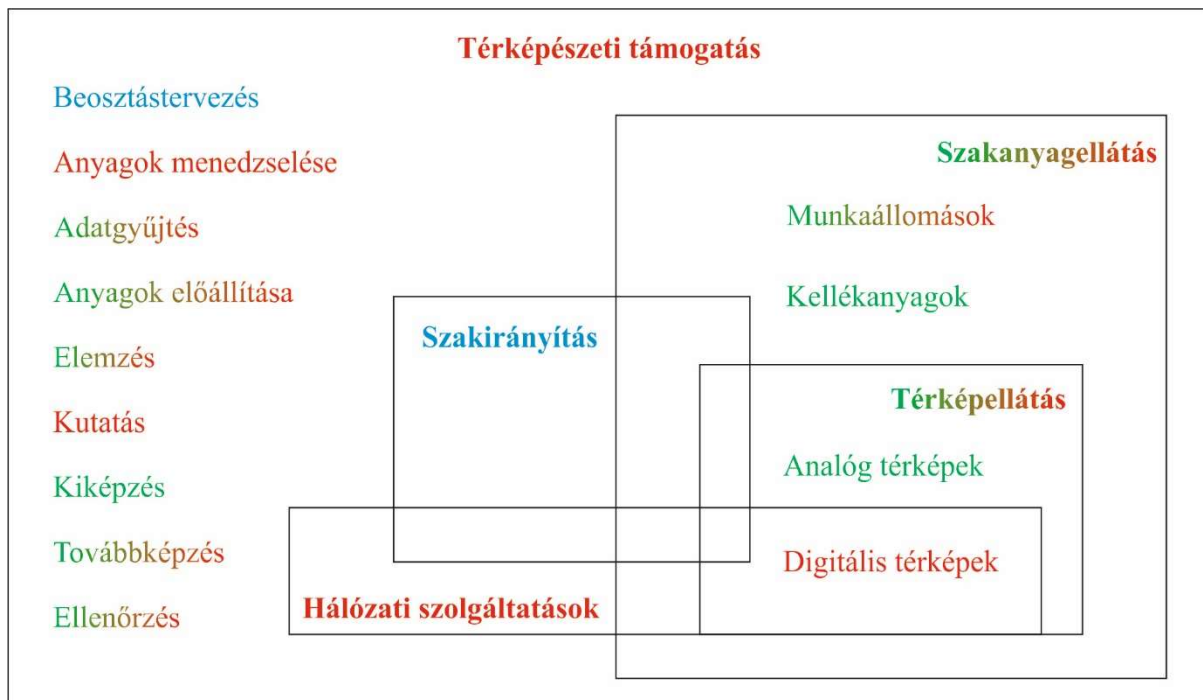 Térképészeti támogatás
Beosztástervezés
Anyagok menedzselése
Adatgyűjtés
Anyagok előállítása
Elemzés
Kutatás
Kiképzés
Továbbképzés
Ellenőrzés
Szakanyagellátás
Munkaállomások
Kellékanyagok
Szakirányítás
Térképellátás
Analóg térképek
Digitális térképek
Hálózati szolgáltatások